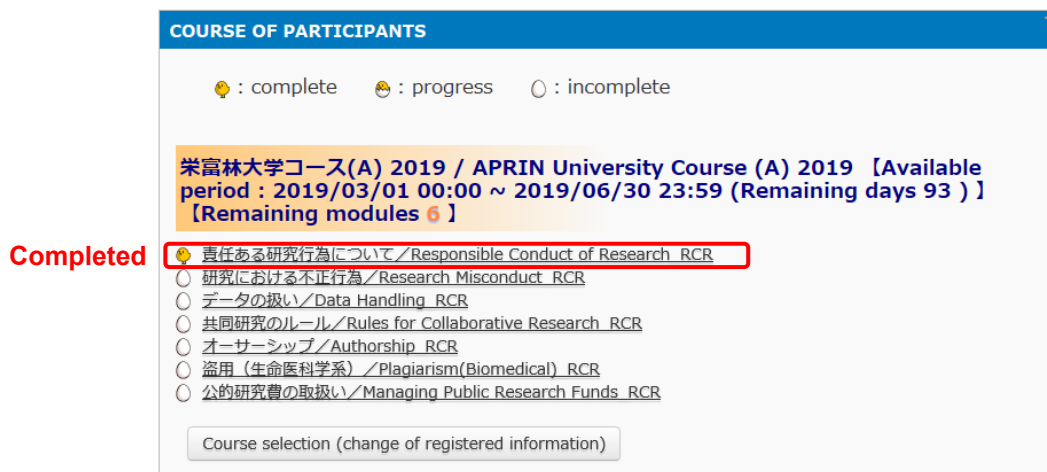 COURSE OF PARTICIPANTS
: complete : progress : incomplete
栄富林大学コース(A) 2019 / APRIN University Course (A) 2019 【Available
period : 2019/03/01 00:00 ~ 2019/06/30 23:59 (Remaining days 93 ) 】
【Remaining modules 6 】
Completed
責任ある研究行為について／Responsible Conduct of Research_RCR
研究における不正行為／Research Misconduct_RCR
データの扱い／Data Handling_RCR
共同研究のルール／Rules for Collaborative Research_RCR
オーサーシップ／Authorship_RCR
盗用（生命医科学系）／Plagiarism(Biomedical)_RCR
公的研究費の取扱い／Managing Public Research Funds_RCR
Course selection (change of registered information)